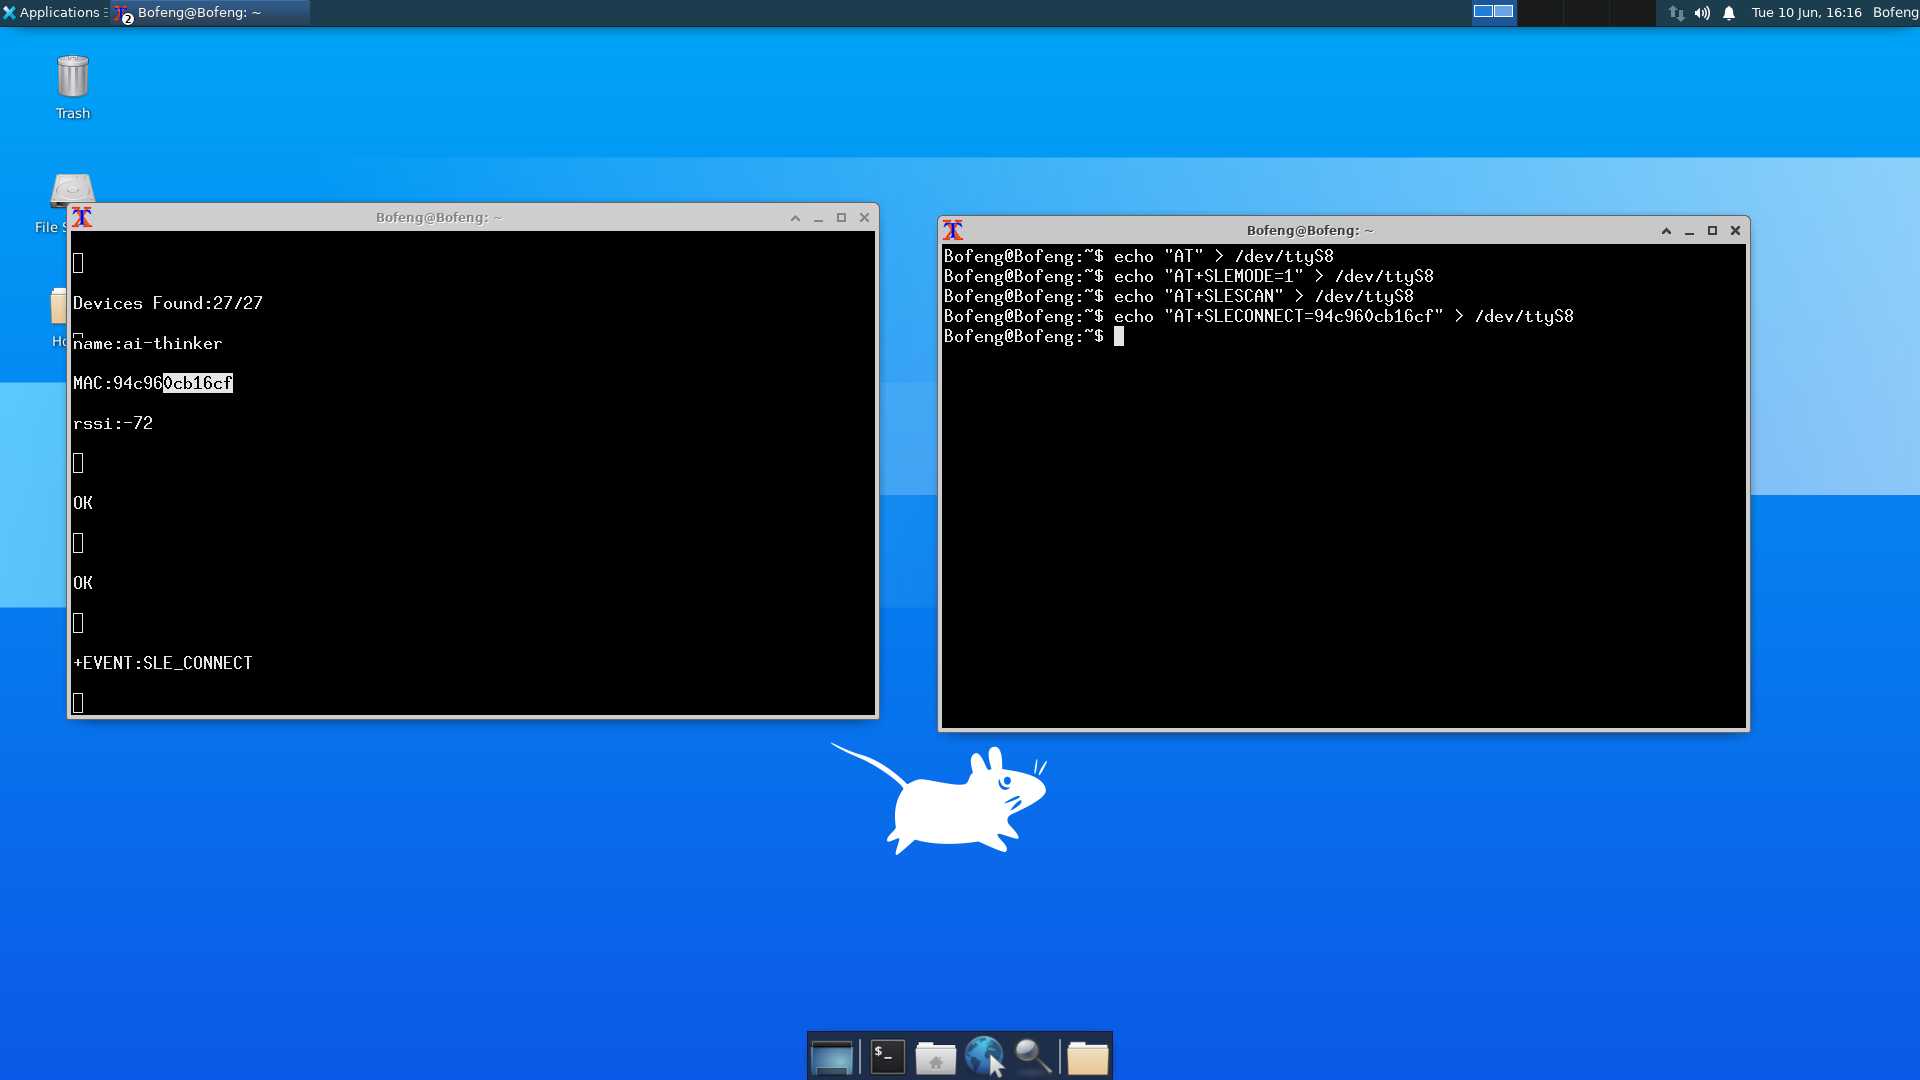 Applications
Bofeng@Bofeng: ~
2
Tue 10 Jun, 16:16
Bofeng
Trash
File S
Ho
Bofeng@Bofeng: ~
Devices Found:27/27
name:ai-thinker
MAC:94c960cb16cf
rssi:-72
OK
OK
+EVENT:SLE_CONNECT
Bofeng@Bofeng: ~
Bofeng@Bofeng:~$ echo "AT" > /dev/ttyS8
Bofeng@Bofeng:~$ echo "AT+SLEMODE=1" > /dev/ttyS8
Bofeng@Bofeng:~$ echo "AT+SLESCAN" > /dev/ttyS8
Bofeng@Bofeng:~$ echo "AT+SLECONNECT=94c960cb16cf" > /dev/ttyS8
Bofeng@Bofeng:~$
$_